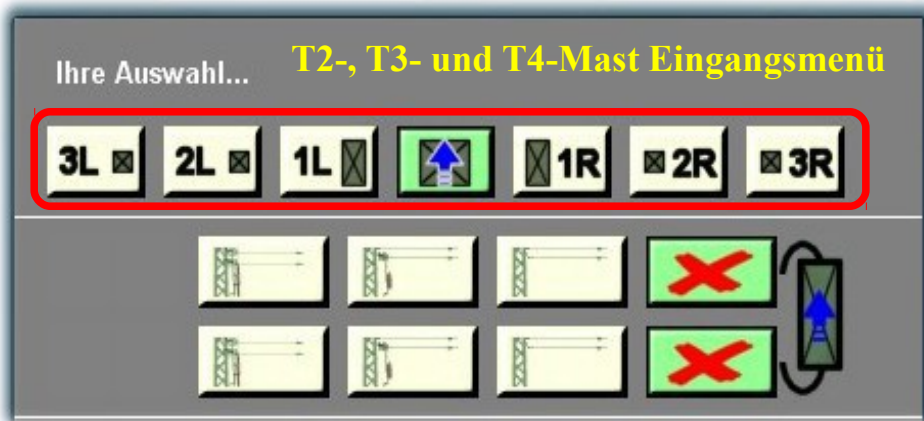 T2-, T3- und T4-Mast Eingangsmenü
Ihre Auswahl...
3L 2L 1L 1R 2R 3R